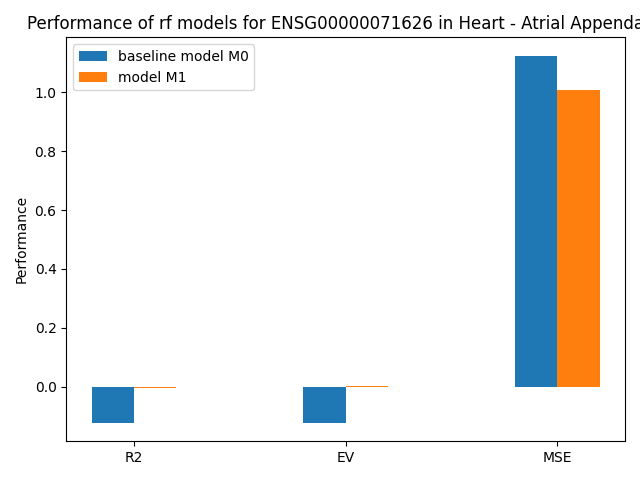 Performance of rf models for ENSG00000071626 in Heart - Atrial Appenda
baseline model M0
model M1
Performance
1.0
0.8
0.6
0.4
0.2
0.0
R2 EV MSE